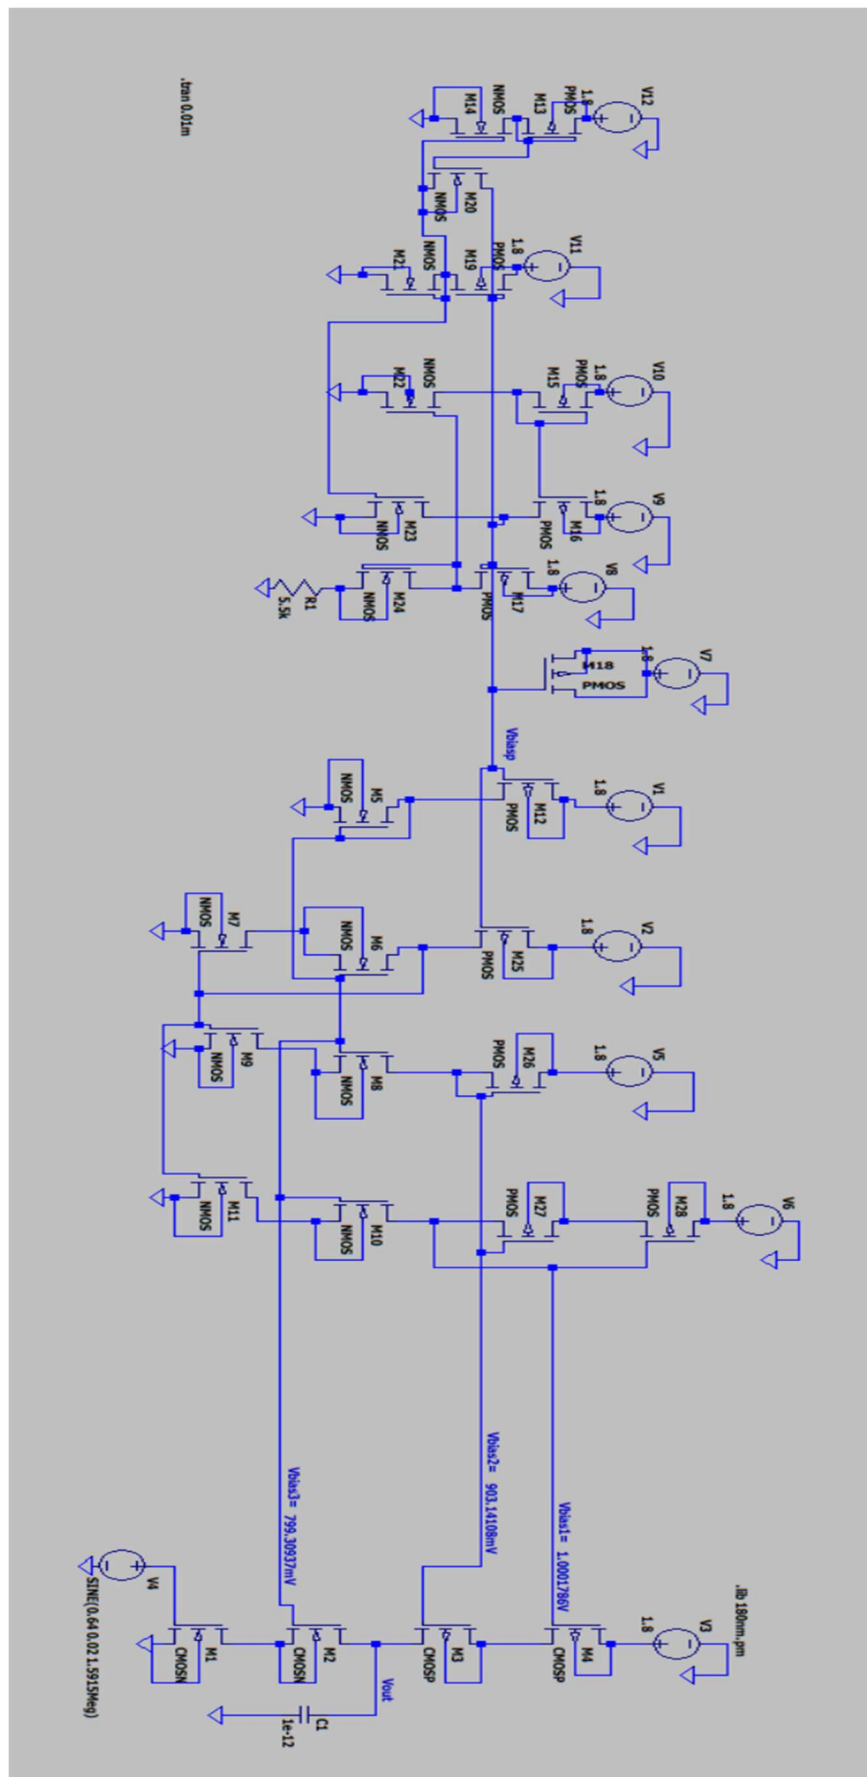 .tran 0.01m
V12
1.8
PMOS
M13
NMOS
M14
M20
NMOS
V11
1.8
PMOS
M19
NMOS
M21
V10
1.8
PMOS
M15
NMOS
M22
V9
1.8
M16
PMOS
M23
NMOS
V8
1.8
M17
PMOS
M24
NMOS
R1
5.5k
V7
1.8
M18
PMOS
Vbiasp
V1
1.8
M12
PMOS
M5
NMOS
V2
1.8
M25
PMOS
M6
NMOS
M7
NMOS
V5
1.8
M26
PMOS
M8
NMOS
M9
NMOS
V6
1.8
M28
PMOS
M27
PMOS
M10
NMOS
M11
NMOS
Vbias1= 1.0001786V
Vbias2= 903.14108mV
Vbias3= 799.30937mV
.lib 180nm.pm
V3
1.8
M4
CMOSP
M3
CMOSP
Vout
M2
CMOSN
M1
CMOSN
V4
SINE(0.64 0.02 1.5915Meg)
C1
1e-12